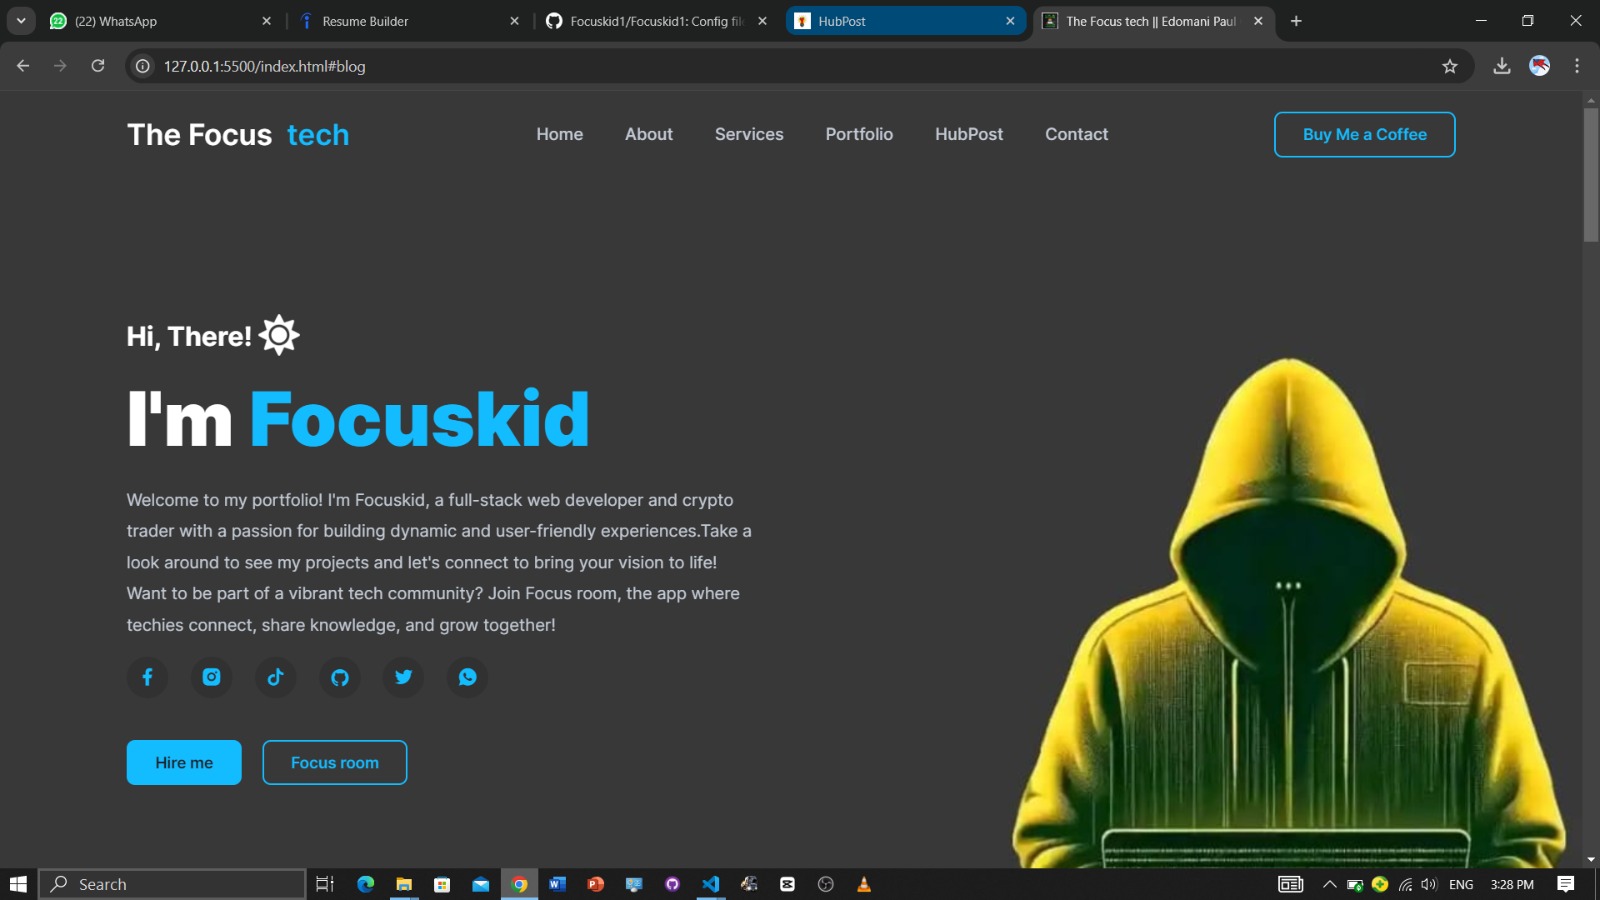 (22) WhatsApp
Resume Builder
Focuskid1/Focuskid1: Config
HubPost
The Focus tech || Edomani Paul
127.0.0.1:5500/index.html#blog
The Focus tech
Home About Services Portfolio HubPost Contact
Buy Me a Coffee
Hi, There!
I'm Focuskid
Welcome to my portfolio! I'm Focuskid, a full-stack web developer and crypto
trader with a passion for building dynamic and user-friendly experiences.Take a
look around to see my projects and let's connect to bring your vision to life!
Want to be part of a vibrant tech community? Join Focus room, the app where
techies connect, share knowledge, and grow together!
Hire me
Focus room
Search
ENG
3:28 PM